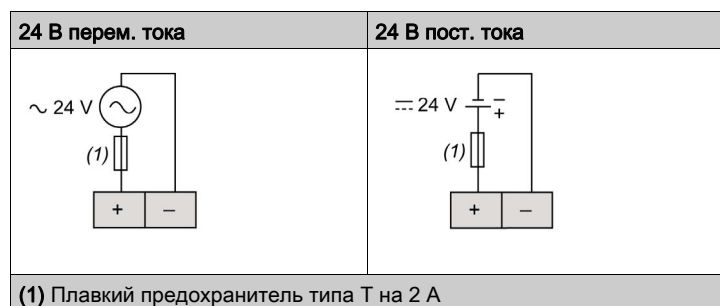 24 В перем. тока
24 В пост. тока
~ 24 V
(1)
+ –
⎓ 24 V
–
+
(1)
+ –
(1) Плавкий предохранитель типа T на 2 A